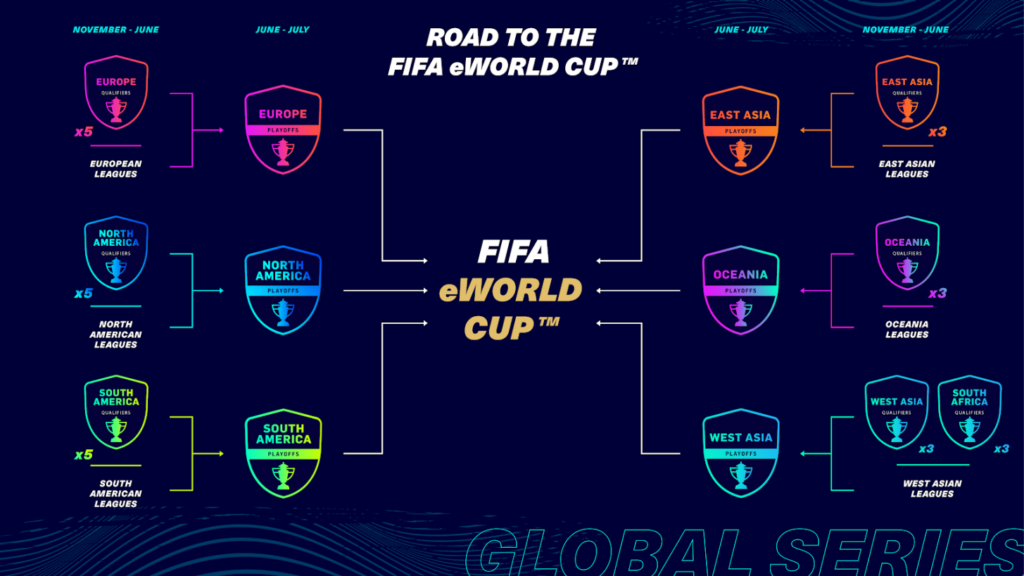 NOVEMBER - JUNE
JUNE - JULY
ROAD TO THE
FIFA eWORLD CUP™
JUNE - JULY
NOVEMBER - JUNE
EUROPE
QUALIFIERS
x5
EUROPEAN
LEAGUES
EUROPE
PLAYOFFS
EAST ASIA
PLAYOFFS
EAST ASIA
QUALIFIERS
x3
EAST ASIAN
LEAGUES
NORTH
AMERICA
QUALIFIERS
x5
NORTH
AMERICAN
LEAGUES
NORTH
AMERICA
PLAYOFFS
FIFA
eWORLD
CUP™
OCEANIA
PLAYOFFS
OCEANIA
QUALIFIERS
x3
OCEANIA
LEAGUES
SOUTH
AMERICA
QUALIFIERS
x5
SOUTH
AMERICAN
LEAGUES
SOUTH
AMERICA
PLAYOFFS
WEST ASIA
PLAYOFFS
WEST ASIA
QUALIFIERS
x3
SOUTH
AFRICA
QUALIFIERS
x3
WEST ASIAN
LEAGUES
GLOBAL SERIES